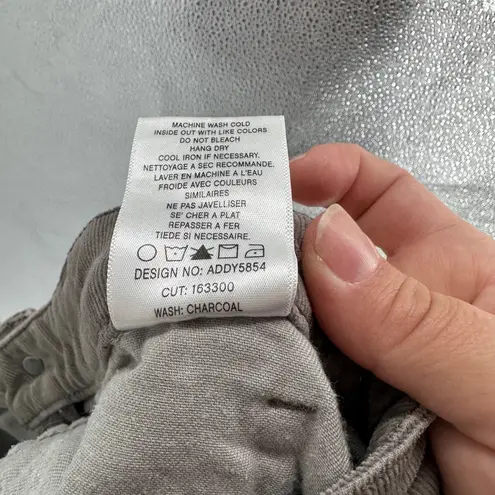 MACHINE WASH COLD
INSIDE OUT WITH LIKE COLORS
DO NOT BLEACH
HANG DRY
COOL IRON IF NECESSARY.
NETTOYAGE A SEC RECOMMANDE.
LAVER EN MACHINE A L'EAU
FROIDE AVEC COULEURS
SIMILAIRES
NE PAS JAVELLISER
SE' CHER A PLAT
REPASSER A FER
TIEDE SI NECESSAIRE.
DESIGN NO: ADDY5854
CUT: 163300
WASH: CHARCOAL